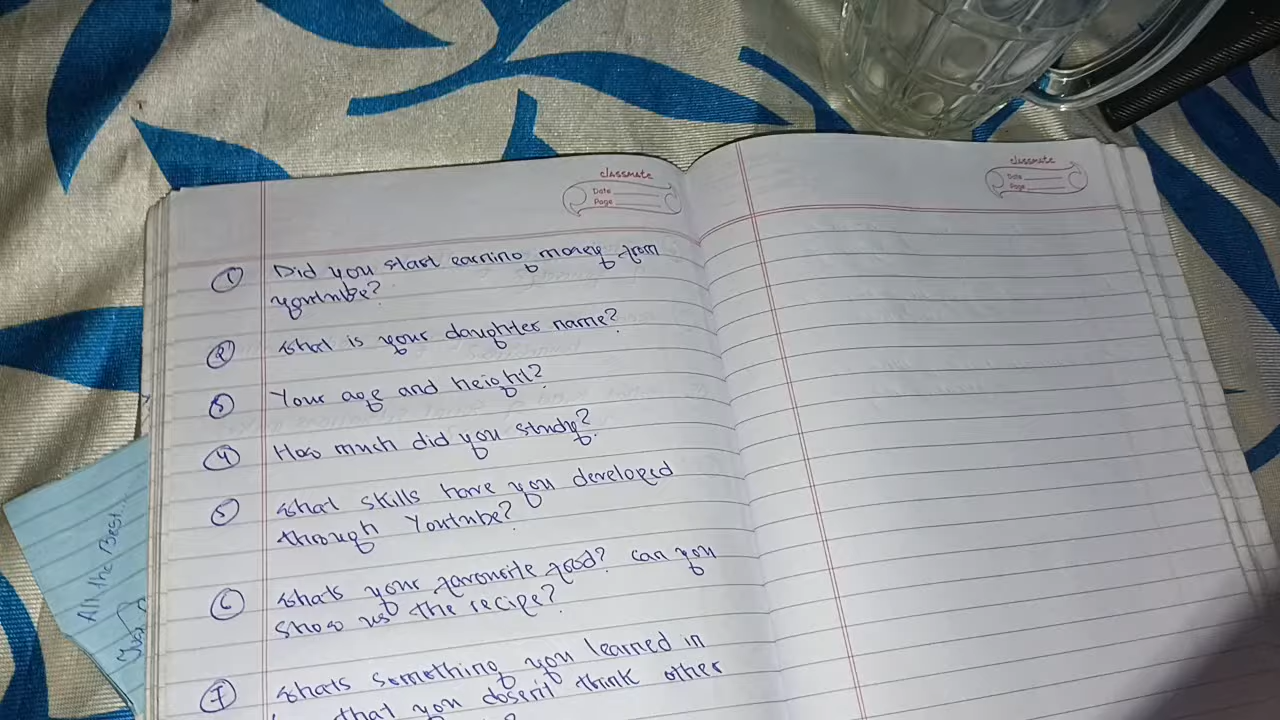 classmate
Date
Page
① Did you start earning money from
youtube?
② What is your daughter name?
③ Your age and height?
④ How much did you study?
⑤ What skills have you developed
through Youtube?
⑥ Whats your favourite food? can you
show us the recipe?
⑦ Whats something you learned in
that you doesn't think other
All the Best..
classmate
Date
Page